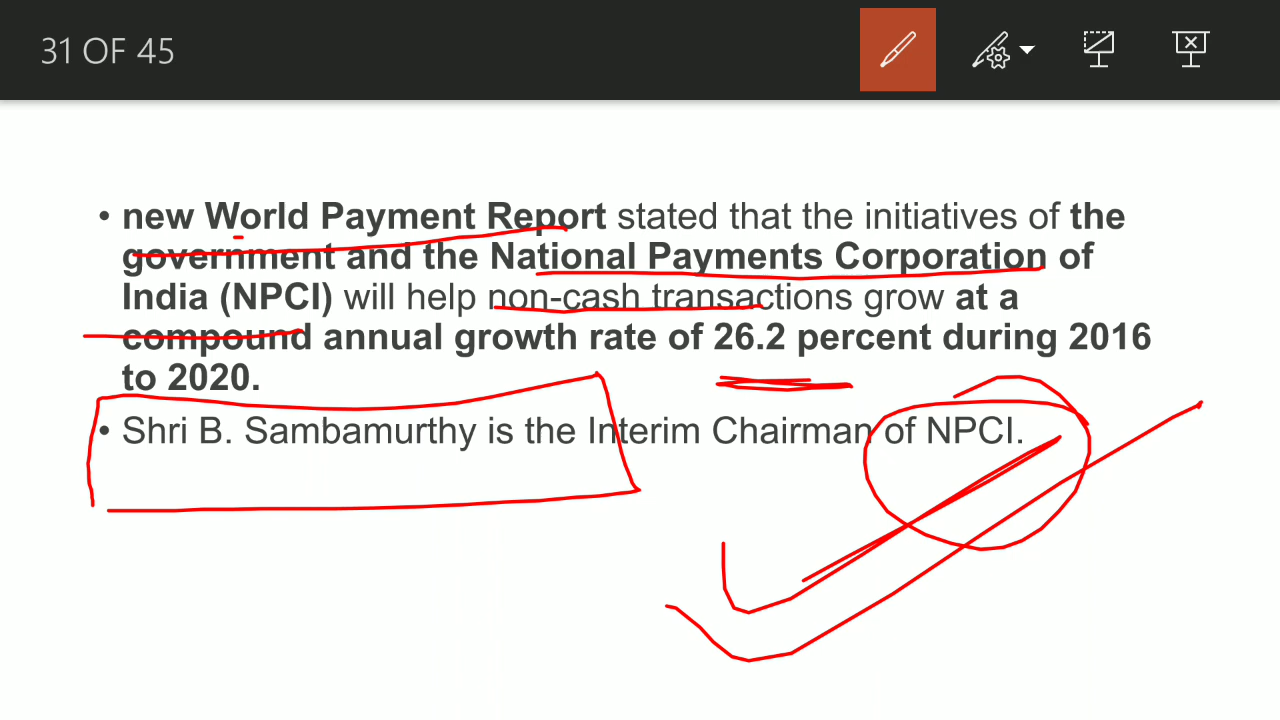 31 OF 45
• new World Payment Report stated that the initiatives of the
government and the National Payments Corporation of
India (NPCI) will help non-cash transactions grow at a
compound annual growth rate of 26.2 percent during 2016
to 2020.
• Shri B. Sambamurthy is the Interim Chairman of NPCI.